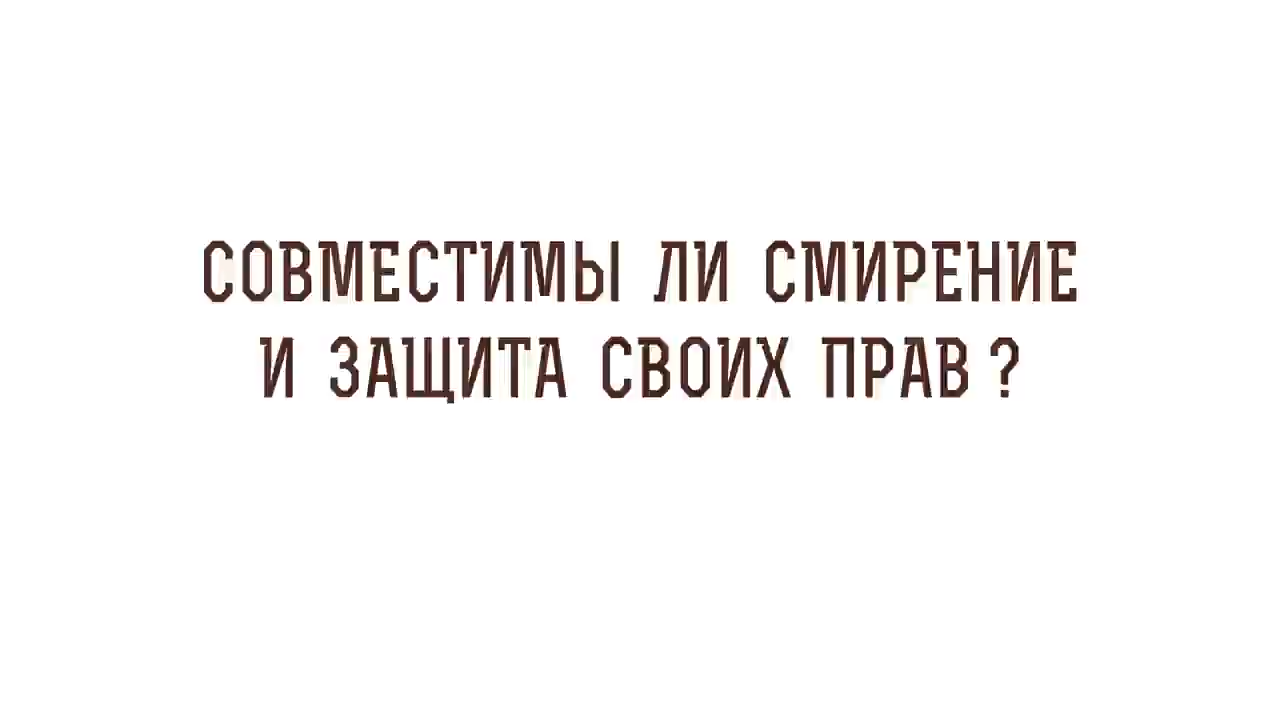 СОВМЕСТИМЫ ЛИ СМИРЕНИЕ
И ЗАЩИТА СВОИХ ПРАВ ?